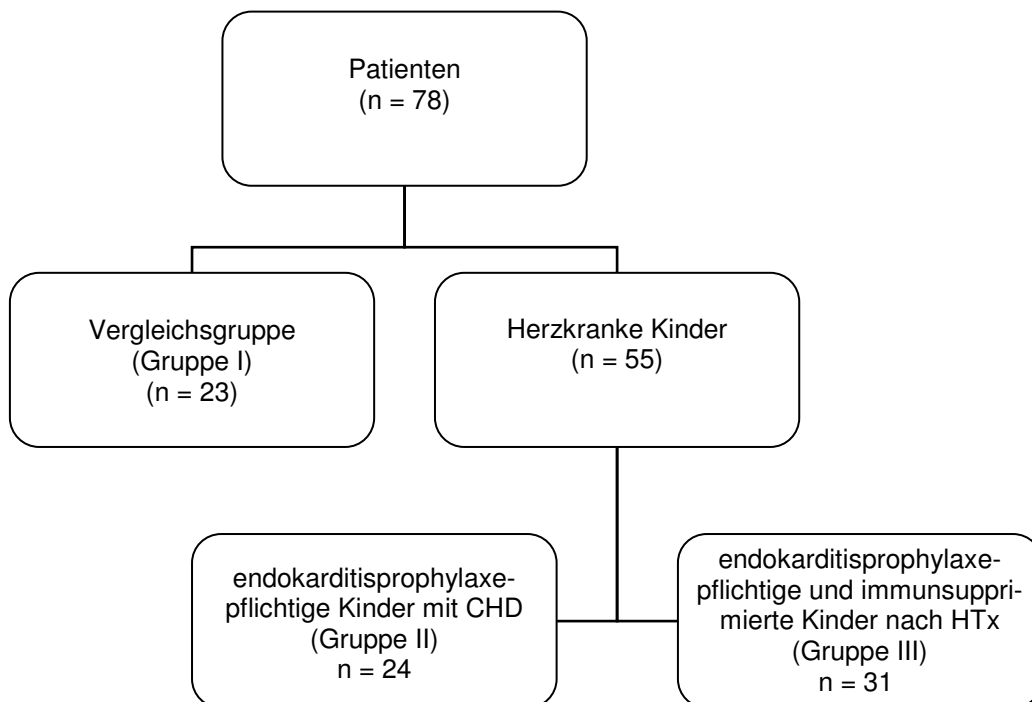 Patienten
(n = 78)
Vergleichsgruppe
(Gruppe I)
(n = 23)
Herzkranke Kinder
(n = 55)
endokarditisprophylaxe-
pflichtige Kinder mit CHD
(Gruppe II)
n = 24
endokarditisprophylaxe-
pflichtige und immunsuppri-
mierte Kinder nach HTx
(Gruppe III)
n = 31